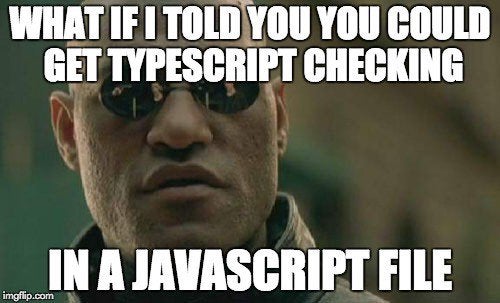 WHAT IF I TOLD YOU YOU COULD
GET TYPESCRIPT CHECKING
IN A JAVASCRIPT FILE
imgflip.com